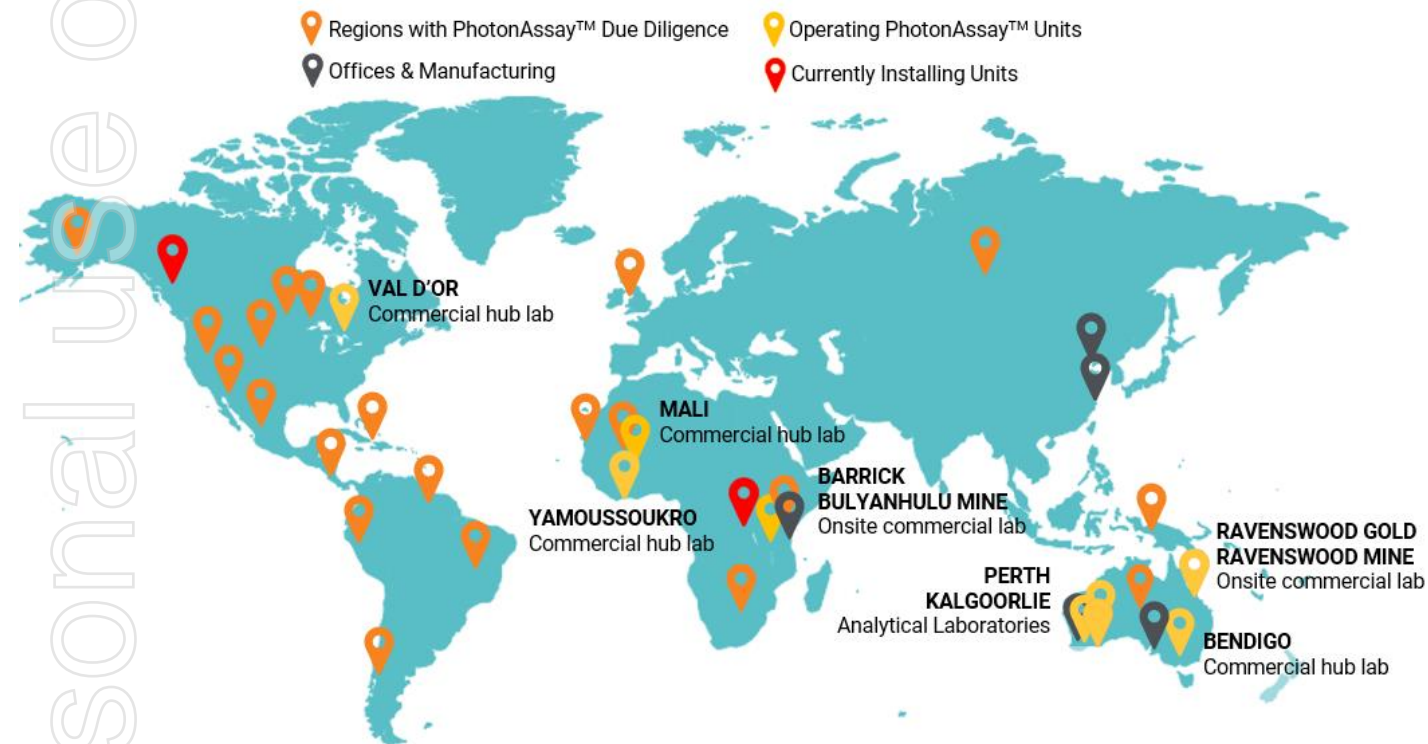 Regions with PhotonAssay™ Due Diligence
Operating PhotonAssay™ Units
Offices & Manufacturing
Currently Installing Units
VAL D'OR
Commercial hub lab
MALI
Commercial hub lab
BARRICK
BULYANHULU MINE
Onsite commercial lab
YAMOUSSOUKRO
Commercial hub lab
RAVENSWOOD GOLD
RAVENSWOOD MINE
Onsite commercial lab
PERTH
KALGOORLIE
Analytical Laboratories
BENDIGO
Commercial hub lab
sonal use o